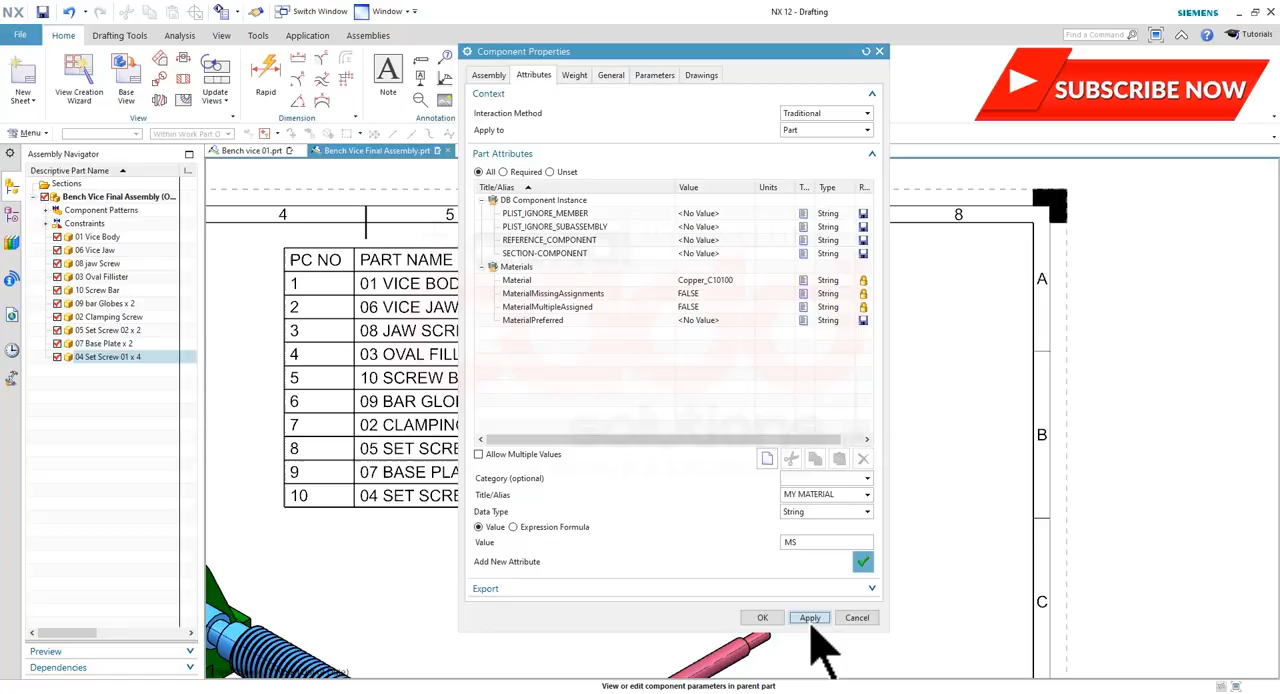 NX
Switch Window
Window
NX 12 - Drafting
SIEMENS
File
Home
Drafting Tools
Analysis
View
Tools
Application
Assemblies
Find a Command
Tutorials
New
Sheet
View Creation
Wizard
Base
View
Update
Views
Rapid
Note
View
Dimension
Annotation
SUBSCRIBE NOW
Menu
Within Work Part O
Assembly Navigator
Bench vice 01.prt
Bench Vice Final Assembly.prt
Descriptive Part Name
Sections
Bench Vice Final Assembly (O...
Component Patterns
Constraints
01 Vice Body
06 Vice Jaw
08 jaw Screw
03 Oval Fillister
10 Screw Bar
09 bar Globes x 2
02 Clamping Screw
05 Set Screw 02 x 2
07 Base Plate x 2
04 Set Screw 01 x 4
Preview
Dependencies
4
5
8
A
B
C
PC NO PART NAME
1 01 VICE BOD
2 06 VICE JAW
3 08 JAW SCR
4 03 OVAL FILL
5 10 SCREW B
6 09 BAR GLO
7 02 CLAMPING
8 05 SET SCRE
9 07 BASE PLA
10 04 SET SCRE
Component Properties
Assembly
Attributes
Weight
General
Parameters
Drawings
Context
Interaction Method Traditional
Apply to Part
Part Attributes
All Required Unset
Title/Alias Value Units T... Type R...
DB Component Instance
PLIST_IGNORE_MEMBER <No Value> String
PLIST_IGNORE_SUBASSEMBLY <No Value> String
REFERENCE_COMPONENT <No Value> String
SECTION-COMPONENT <No Value> String
Materials
Material Copper_C10100 String
MaterialMissingAssignments FALSE String
MaterialMultipleAssigned FALSE String
MaterialPreferred <No Value> String
solutions
Allow Multiple Values
Category (optional)
Title/Alias MY MATERIAL
Data Type String
Value Expression Formula
Value MS
Add New Attribute
Export
OK
Apply
Cancel
View or edit component parameters in parent part